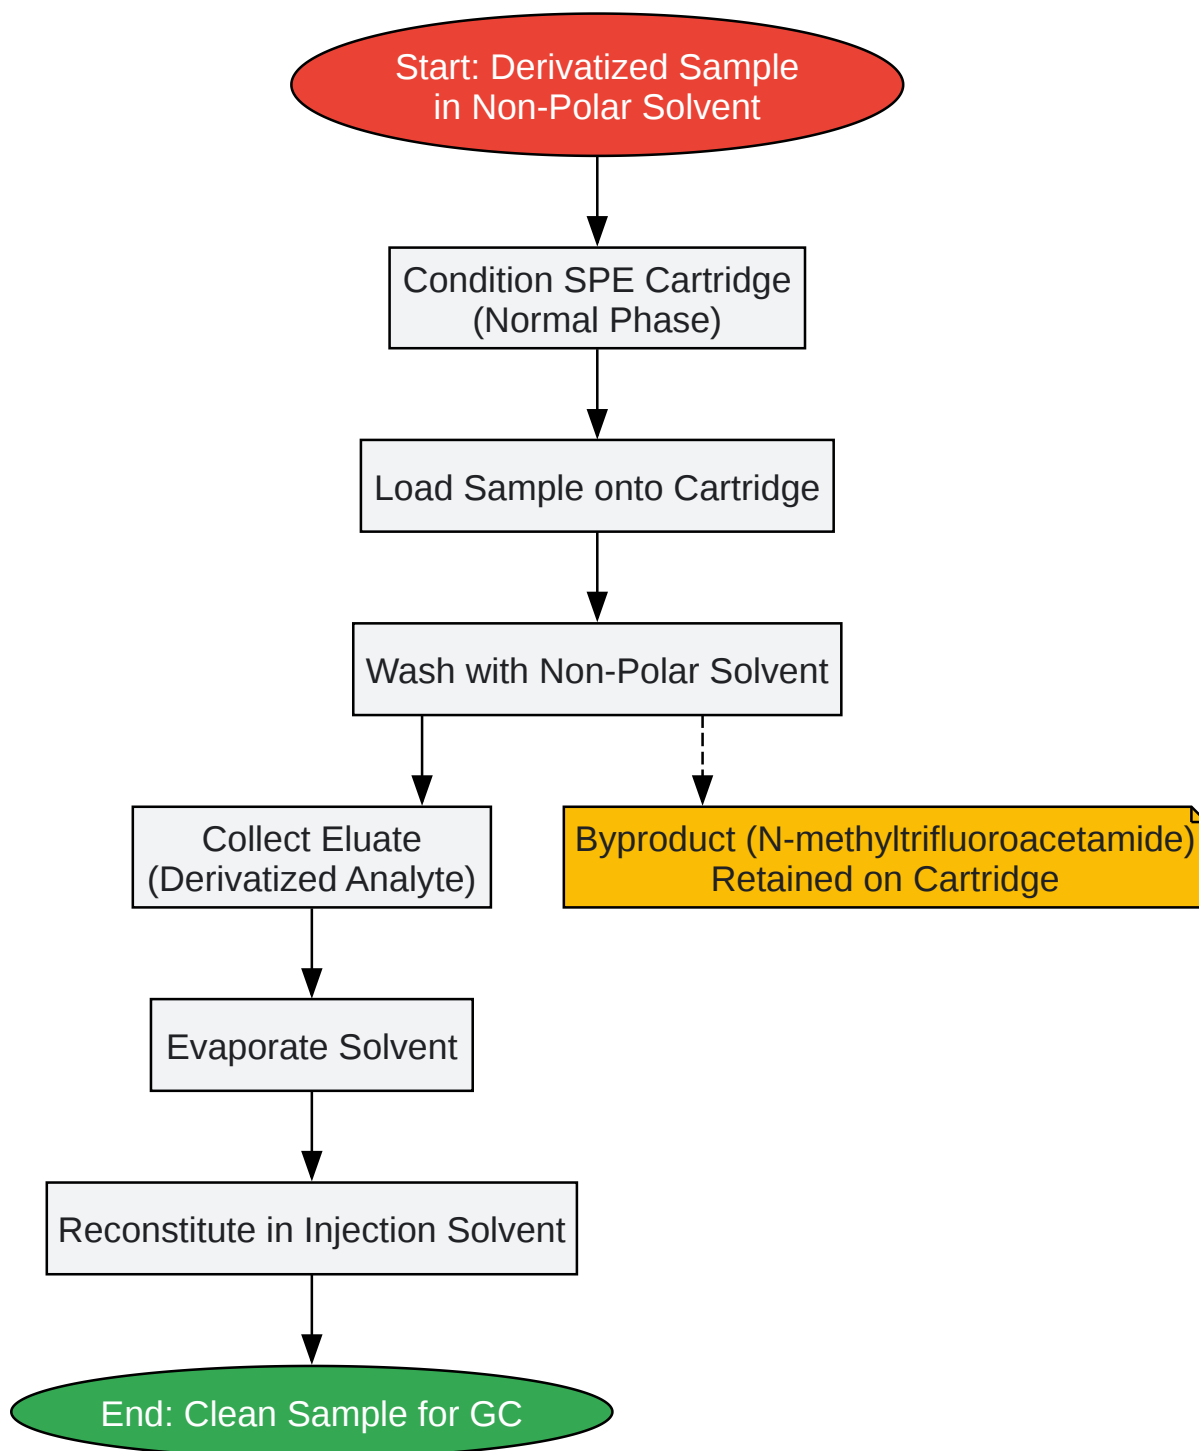 Start: Derivatized Sample
in Non-Polar Solvent
Condition SPE Cartridge
(Normal Phase)
Load Sample onto Cartridge
Wash with Non-Polar Solvent
Collect Eluate
(Derivatized Analyte)
Byproduct (N-methyltrifluoroacetamide)
Retained on Cartridge
Evaporate Solvent
Reconstitute in Injection Solvent
End: Clean Sample for GC